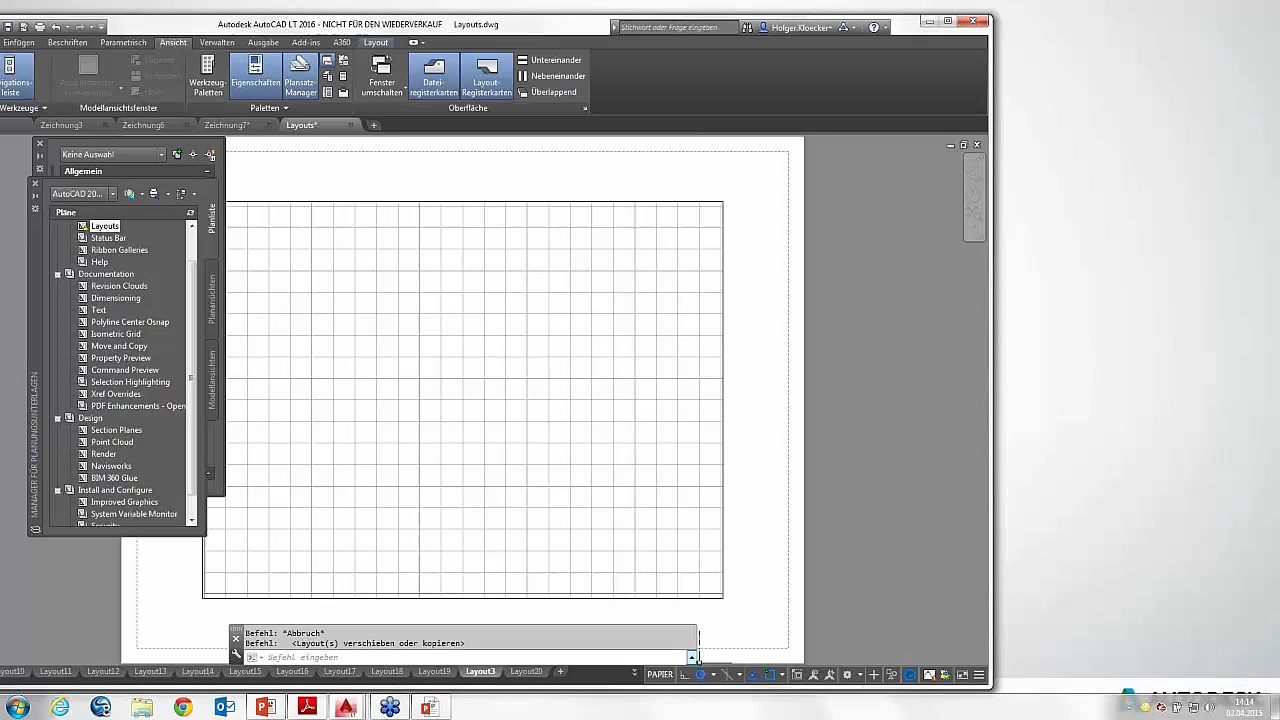 Autodesk AutoCAD LT 2016 - NICHT FÜR DEN WIEDERVERKAUF Layouts.dwg
Stichwort oder Frage eingeben
Holger.Kloecker
Einfügen Beschriften Parametrisch Ansicht Verwalten Ausgabe Add-ins A360 Layout
Werkzeug-
Paletten
Eigenschaften
Plansatz-
Manager
Fenster
umschalten
Datei-
registerkarten
Layout-
Registerkarten
Untereinander
Nebeneinander
Überlappend
leiste
Werkzeuge Modellansichtsfenster Paletten Oberfläche
Zeichnung3 Zeichnung6 Zeichnung7* Layouts*
Keine Auswahl
Allgemein
AutoCAD 20...
Pläne
Layouts
Status Bar
Ribbon Galleries
Help
Documentation
Revision Clouds
Dimensioning
Text
Polyline Center Osnap
Isometric Grid
Move and Copy
Property Preview
Command Preview
Selection Highlighting
Xref Overrides
PDF Enhancements - Open
Design
Section Planes
Point Cloud
Render
Navisworks
BIM 360 Glue
Install and Configure
Improved Graphics
System Variable Monitor
Security
Planliste
Planansichten
Modellansichten
MANAGER FÜR PLANUNGSUNTERLAGEN
Befehl: *Abbruch*
Befehl: <Layout(s) verschieben oder kopieren>
Befehl eingeben
Layout11 Layout12 Layout13 Layout14 Layout15 Layout16 Layout17 Layout18 Layout19 Layout3 Layout20
PAPIER
AUTODESK
14:14
02.04.2015